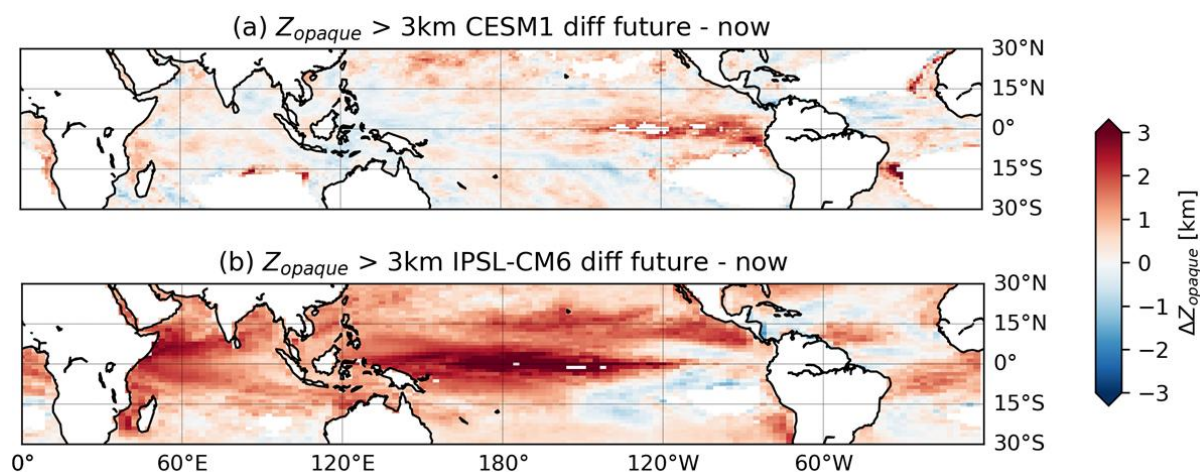 (a) Z_opaque > 3km CESM1 diff future - now
30°N
15°N
0°
15°S
30°S
(b) Z_opaque > 3km IPSL-CM6 diff future - now
30°N
15°N
0°
15°S
30°S
0° 60°E 120°E 180° 120°W 60°W
3
2
1
0
−1
−2
−3
ΔZ_opaque [km]